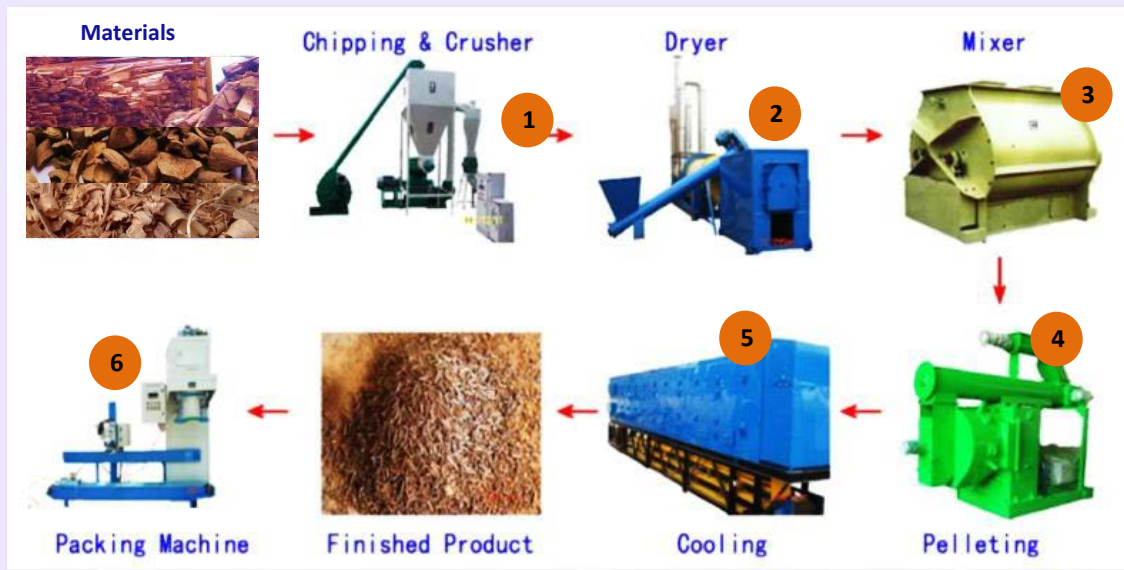 Materials
Chipping & Crusher
Dryer
Mixer
1
2
3
6
5
4
Packing Machine
Finished Product
Cooling
Pelleting